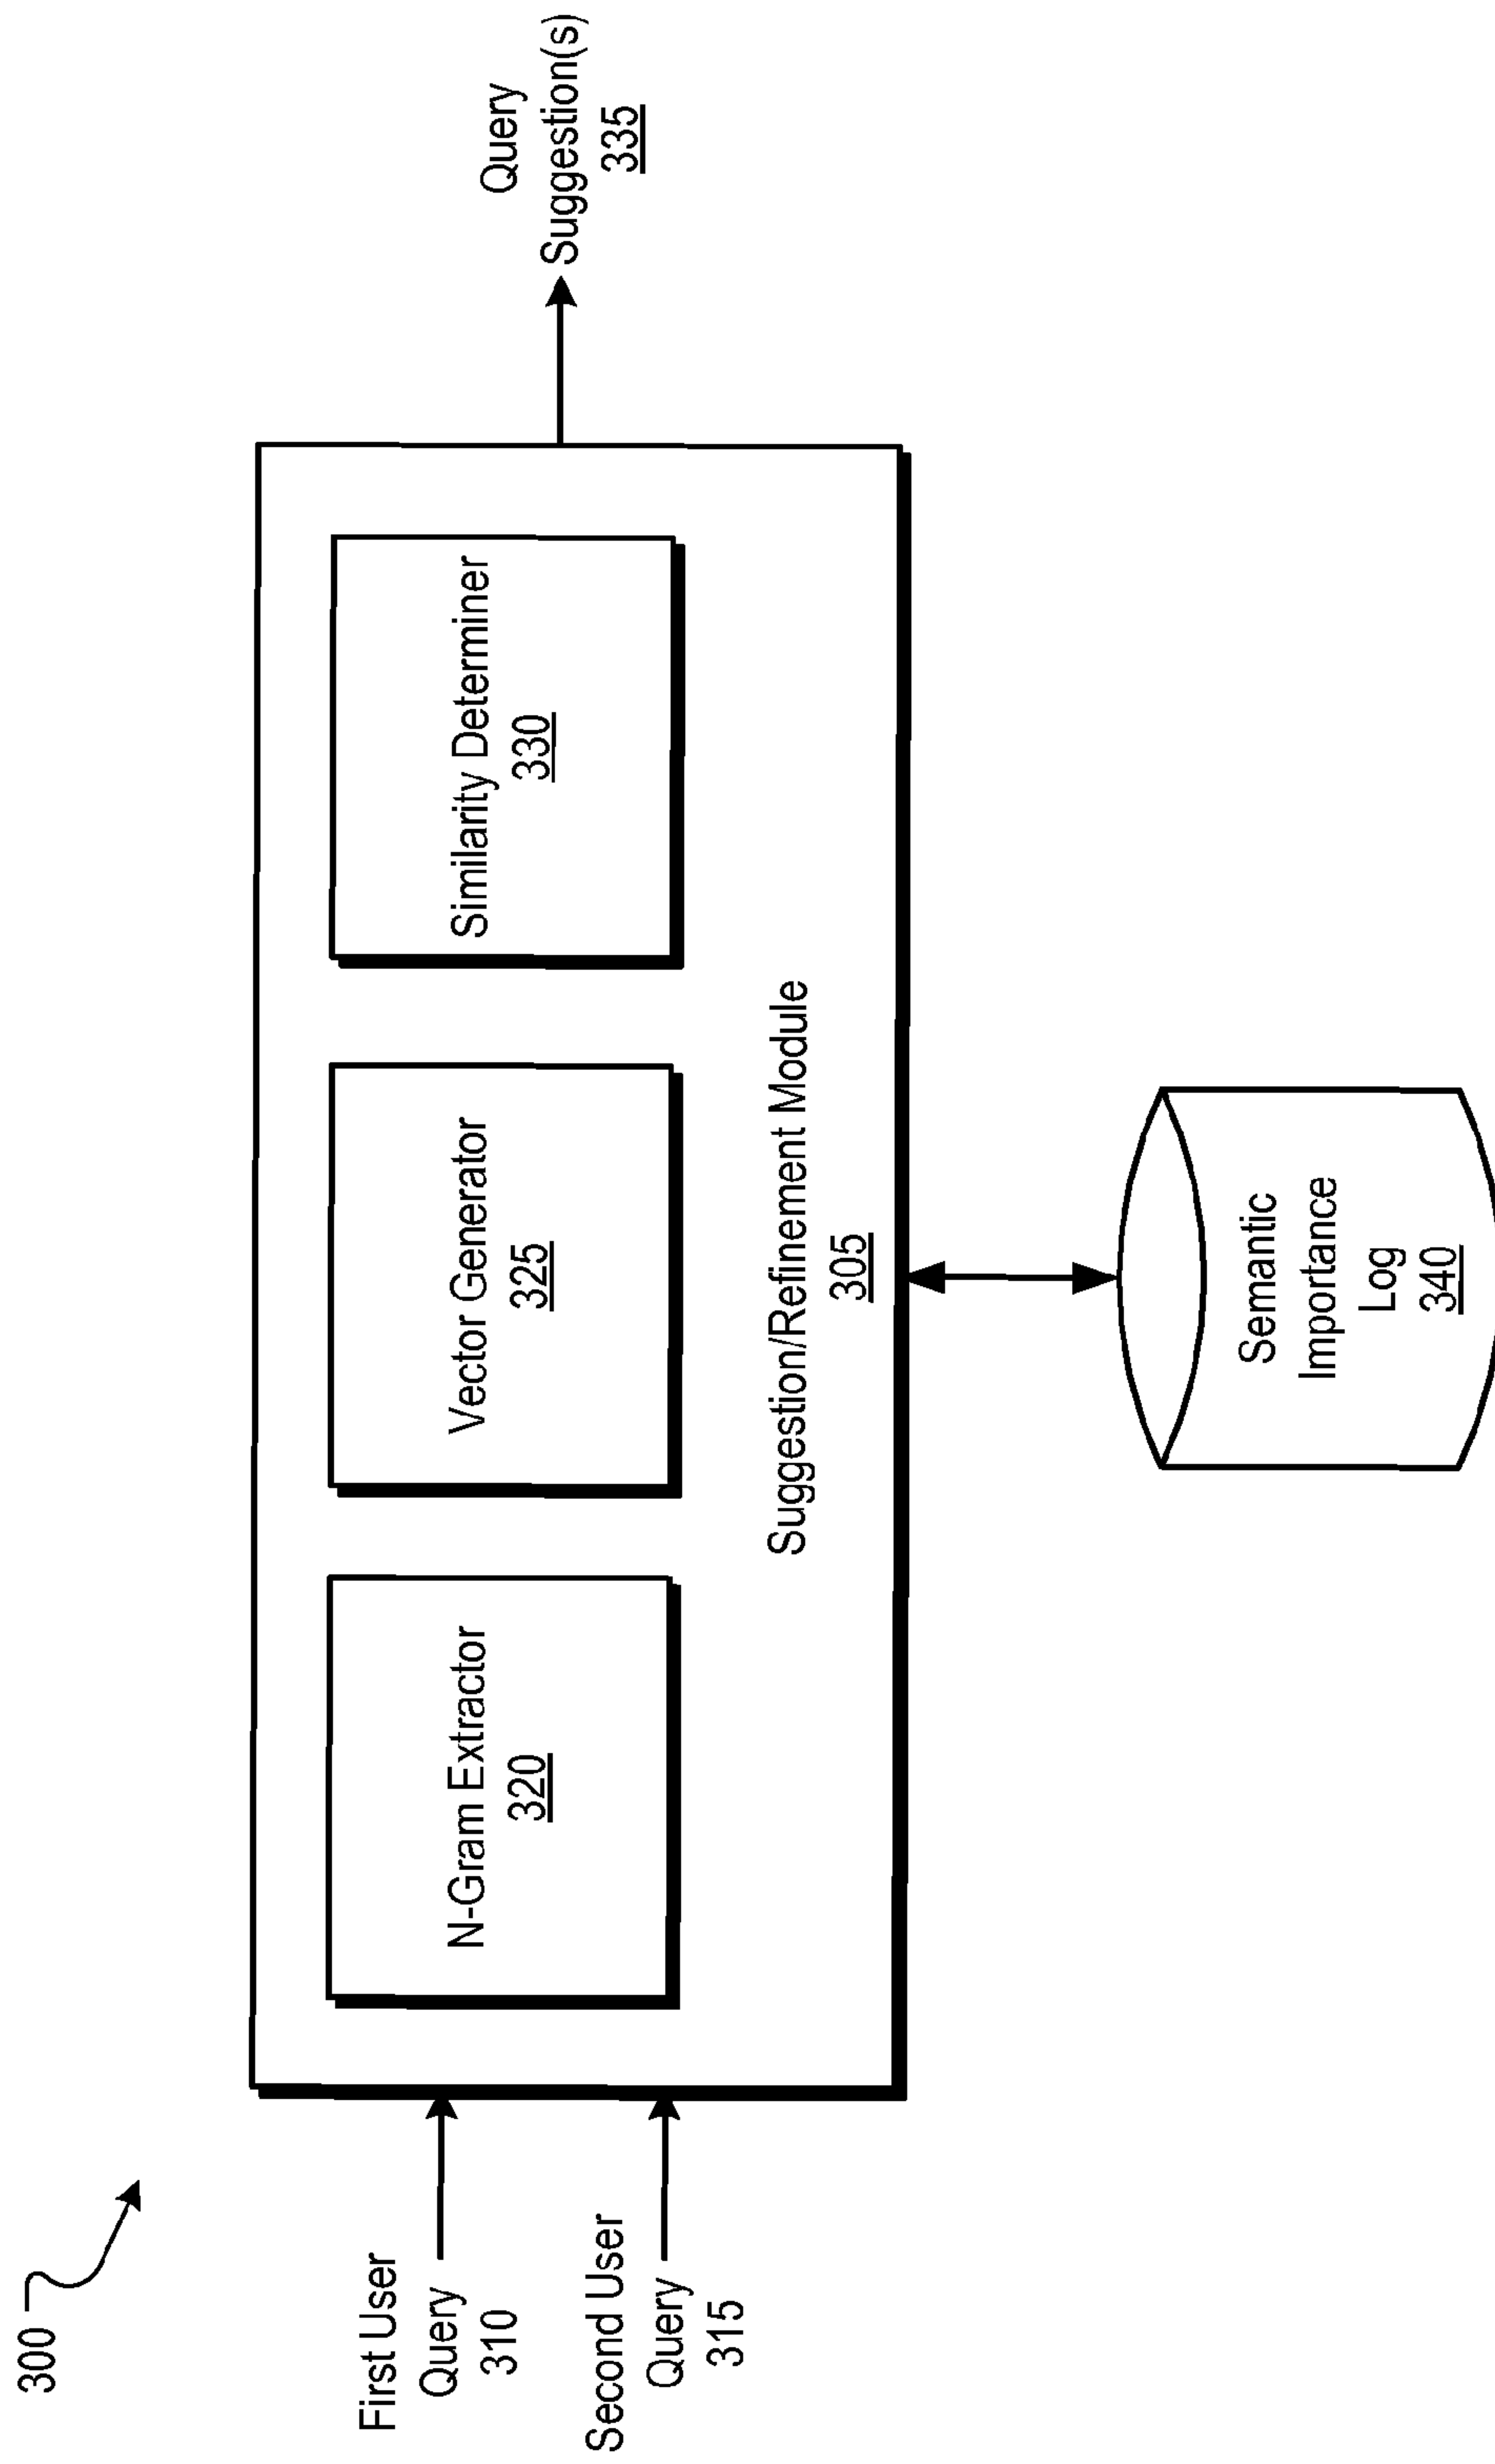 300
First User
Query
310
Second User
Query
315
N-Gram Extractor
320
Vector Generator
325
Similarity Determiner
330
Suggestion/Refinement Module
305
Query
Suggestion(s)
335
Semantic
Importance
Log
340